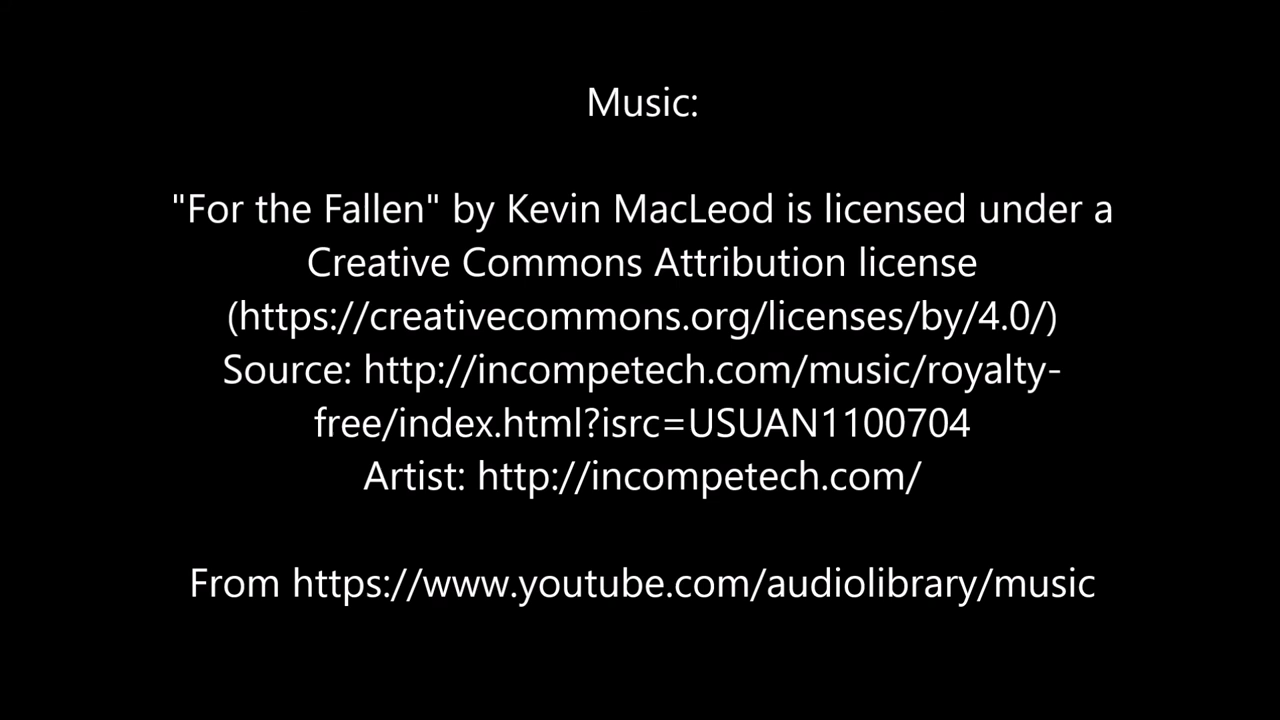 Music:
"For the Fallen" by Kevin MacLeod is licensed under a
Creative Commons Attribution license
(https://creativecommons.org/licenses/by/4.0/)
Source: http://incompetech.com/music/royalty-
free/index.html?isrc=USUAN1100704
Artist: http://incompetech.com/
From https://www.youtube.com/audiolibrary/music